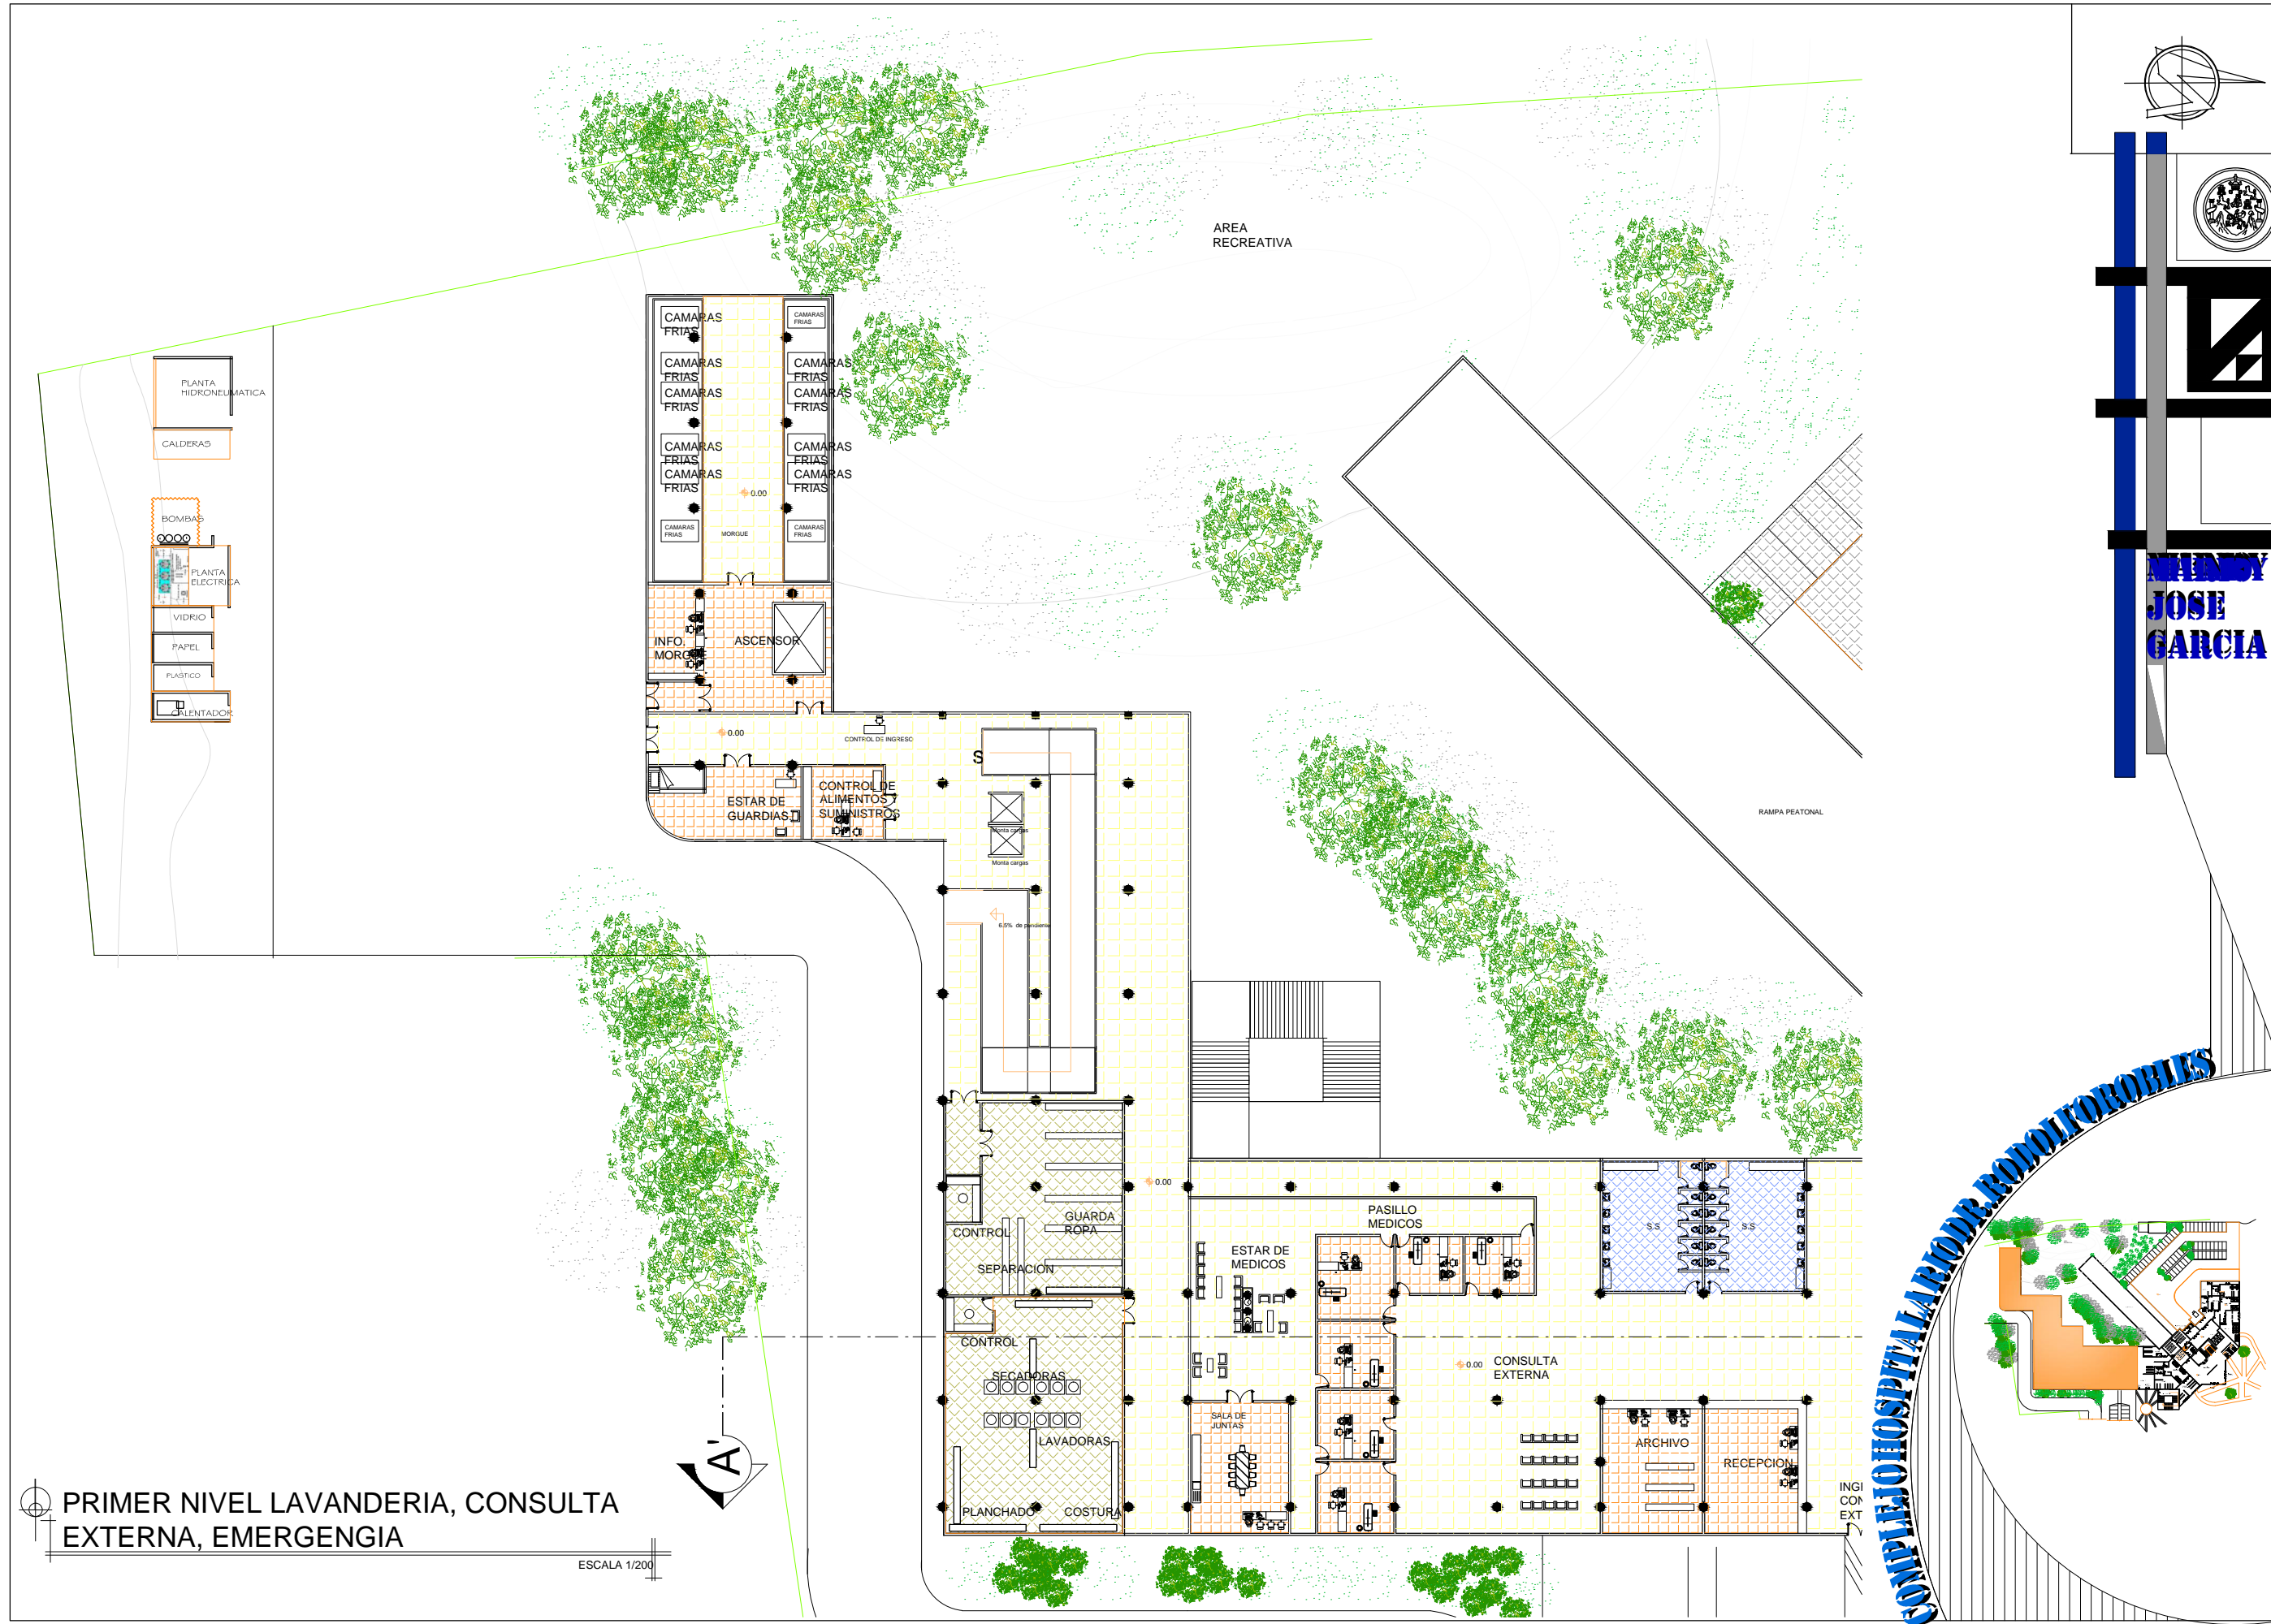 AREA
RECREATIVA
CAMARAS
FRIAS
CAMARAS
FRIAS
CAMARAS
FRIAS
CAMARAS
FRIAS
CAMARAS
FRIAS
CAMARAS
FRIAS
CAMARAS
FRIAS
CAMARAS
FRIAS
CAMARAS
FRIAS
CAMARAS
FRIAS
CAMARAS
FRIAS
CAMARAS
FRIAS
0.00
MORGUE
PLANTA
HIDRONEUMATICA
CALDERAS
BOMBAS
PLANTA
ELECTRICA
VIDRIO
PAPEL
PLASTICO
CALENTADOR
INFO.
MORGUE
ASCENSOR
0.00
CONTROL DE INGRESO
S
ESTAR DE
GUARDIAS
CONTROL DE
ALIMENTOS Y
SUMINISTROS
Monta cargas
Monta cargas
6.5% de pendiente
RAMPA PEATONAL
0.00
CONTROL
GUARDA
ROPA
SEPARACION
CONTROL
SECADORAS
LAVADORAS
PLANCHADO
COSTURA
PASILLO
MEDICOS
ESTAR DE
MEDICOS
S.S
S.S
0.00
CONSULTA
EXTERNA
SALA DE
JUNTAS
ARCHIVO
RECEPCION
INGR
CON
EXT
A'
PRIMER NIVEL LAVANDERIA, CONSULTA
EXTERNA, EMERGENGIA
ESCALA 1/200
JOSE
GARCIA